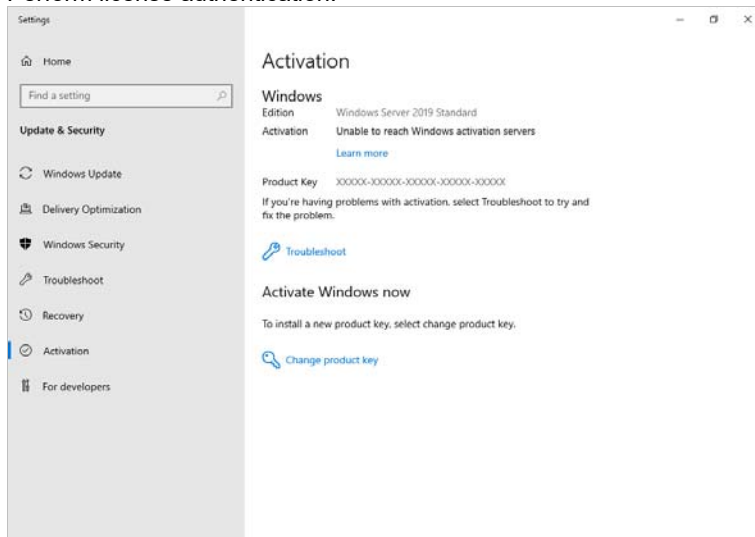 Perform license authentication.
Settings
Home
Find a setting
Update & Security
Windows Update
Delivery Optimization
Windows Security
Troubleshoot
Recovery
Activation
For developers
Activation
Windows
Edition Windows Server 2019 Standard
Activation Unable to reach Windows activation servers
Learn more
Product Key XXXXX-XXXXX-XXXXX-XXXXX-XXXXX
If you're having problems with activation, select Troubleshoot to try and
fix the problem.
Troubleshoot
Activate Windows now
To install a new product key, select change product key.
Change product key